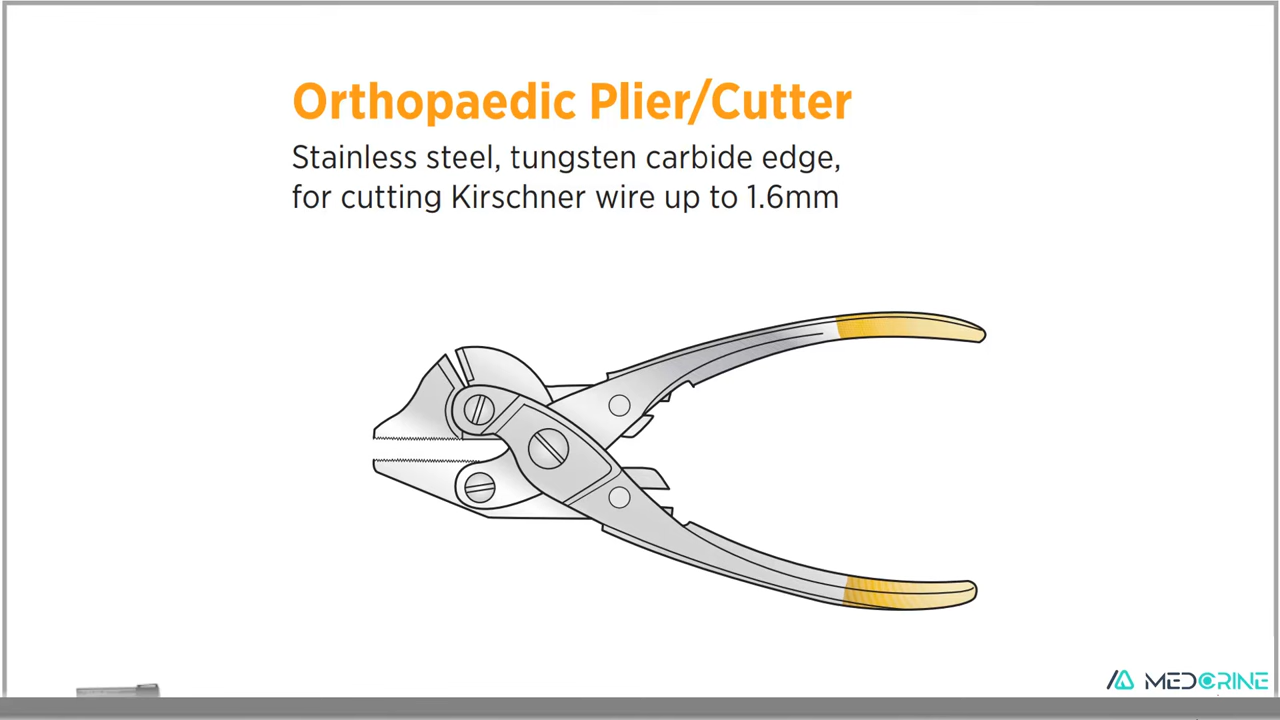 Orthopaedic Plier/Cutter
Stainless steel, tungsten carbide edge,
for cutting Kirschner wire up to 1.6mm
MEDCRINE